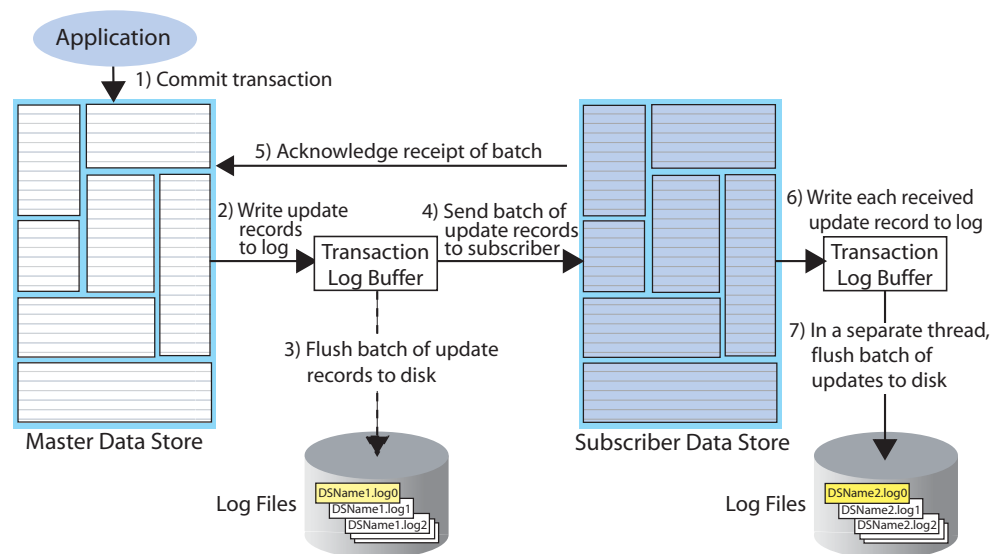 Application
1) Commit transaction
5) Acknowledge receipt of batch
2) Write update
records
to log
4) Send batch of
update records
to subscriber
6) Write each received
update record to log
Transaction
Log Buffer
Transaction
Log Buffer
3) Flush batch of update
records to disk
7) In a separate thread,
flush batch of
updates to disk
Master Data Store
Subscriber Data Store
Log Files
DSName1.log0
DSName1.log1
DSName1.log2
Log Files
DSName2.log0
DSName2.log1
DSName2.log2